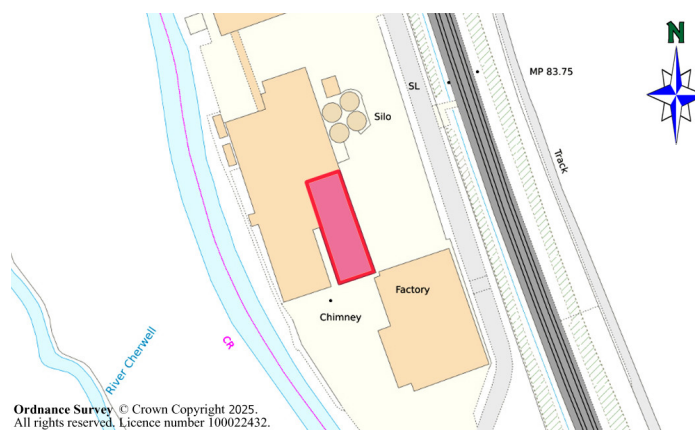 N
MP 83.75
SL
Silo
Track
Factory
Chimney
CR
River Cherwell
Ordnance Survey © Crown Copyright 2025.
All rights reserved. Licence number 100022432.